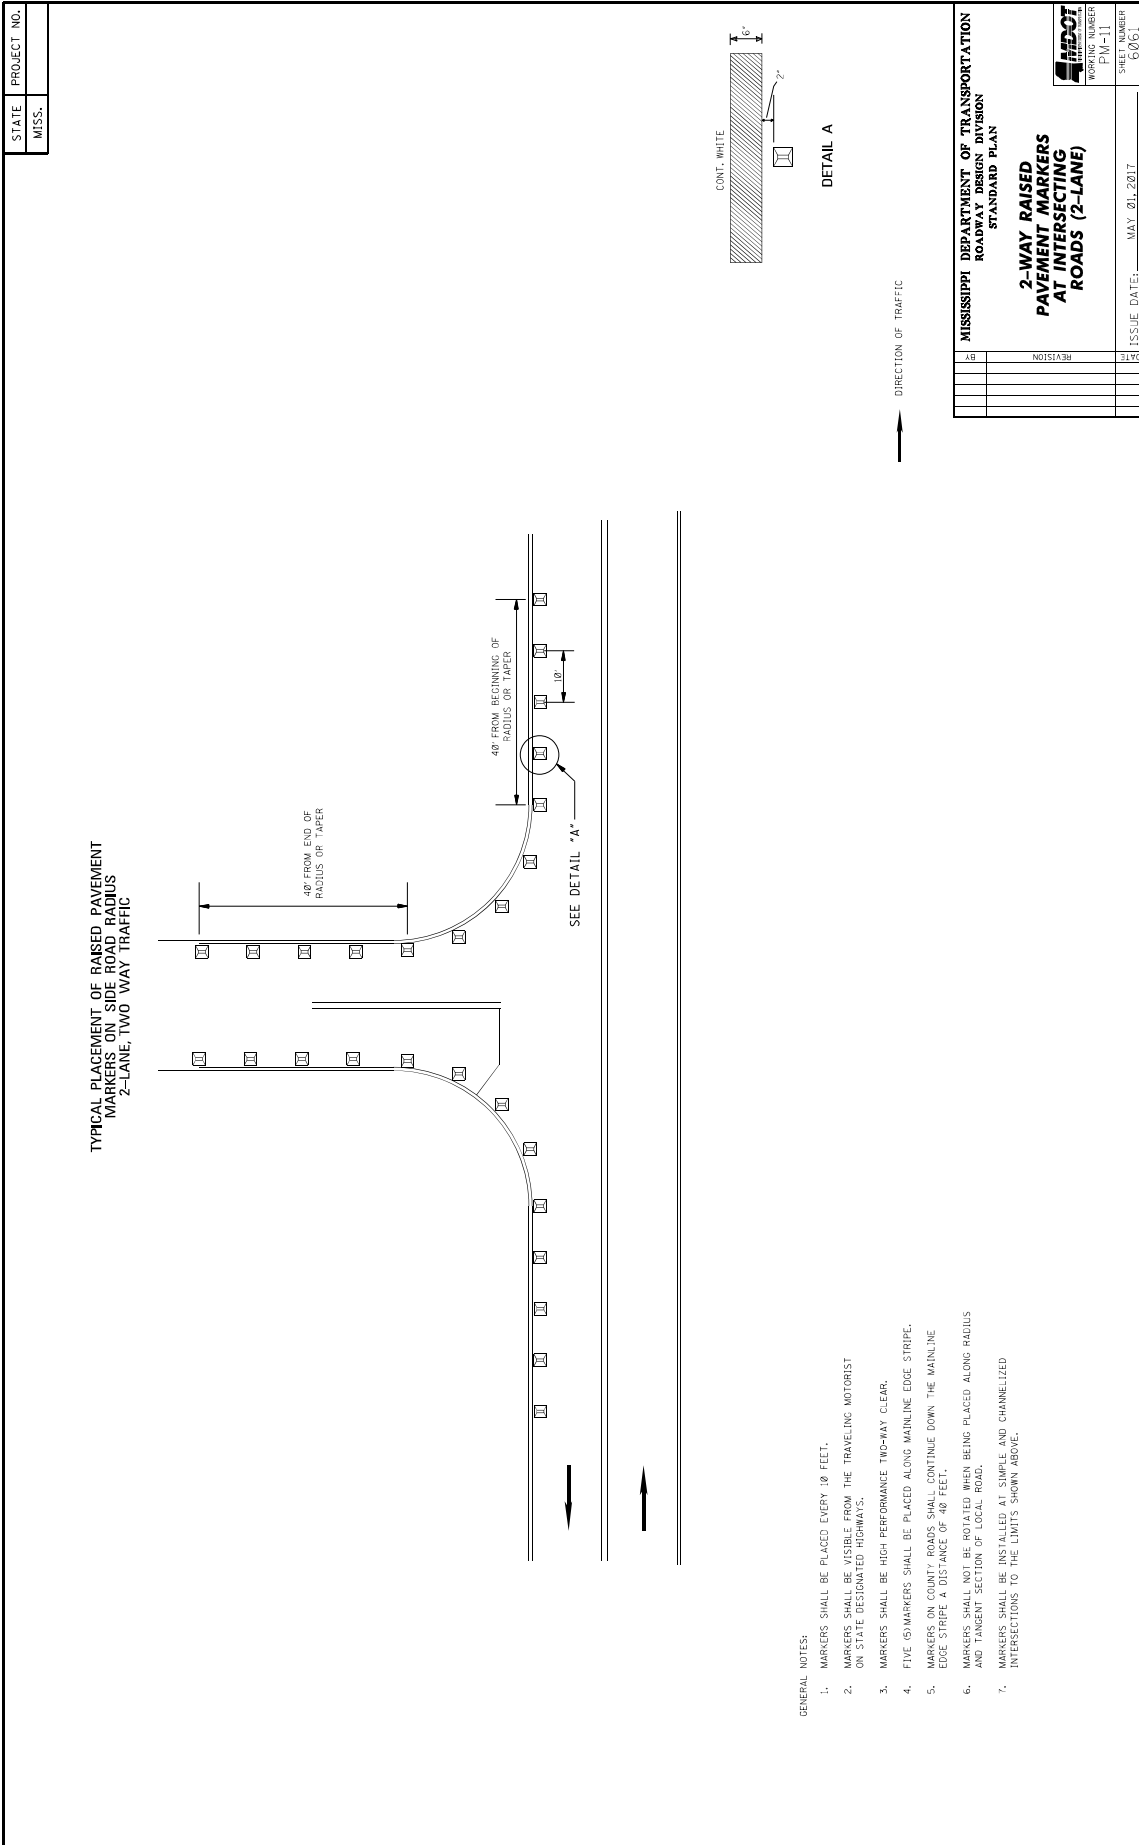 STATE
PROJECT NO.
MISS.
TYPICAL PLACEMENT OF RAISED PAVEMENT
MARKERS ON SIDE ROAD RADIUS
2-LANE, TWO WAY TRAFFIC
40' FROM END OF
RADIUS OR TAPER
40' FROM BEGINNING OF
RADIUS OR TAPER
10'
SEE DETAIL "A"
CONT. WHITE
6"
2"
DETAIL A
DIRECTION OF TRAFFIC
GENERAL NOTES:
1. MARKERS SHALL BE PLACED EVERY 10 FEET.
2. MARKERS SHALL BE VISIBLE FROM THE TRAVELING MOTORIST
ON STATE DESIGNATED HIGHWAYS.
3. MARKERS SHALL BE HIGH PERFORMANCE TWO-WAY CLEAR.
4. FIVE (5) MARKERS SHALL BE PLACED ALONG MAINLINE EDGE STRIPE.
5. MARKERS ON COUNTY ROADS SHALL CONTINUE DOWN THE MAINLINE
EDGE STRIPE A DISTANCE OF 40 FEET.
6. MARKERS SHALL NOT BE ROTATED WHEN BEING PLACED ALONG RADIUS
AND TANGENT SECTION OF LOCAL ROAD.
7. MARKERS SHALL BE INSTALLED AT SIMPLE AND CHANNELIZED
INTERSECTIONS TO THE LIMITS SHOWN ABOVE.
BY
REVISION
DATE
MISSISSIPPI DEPARTMENT OF TRANSPORTATION
ROADWAY DESIGN DIVISION
STANDARD PLAN
2-WAY RAISED
PAVEMENT MARKERS
AT INTERSECTING
ROADS (2-LANE)
MDOT
WORKING NUMBER
PM-11
SHEET NUMBER
6061
ISSUE DATE: MAY 01, 2017